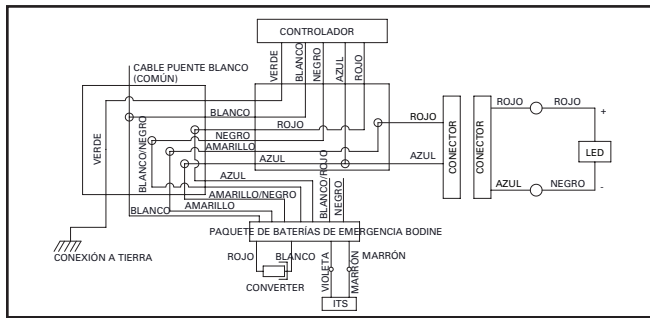 CONTROLADOR
CABLE PUENTE BLANCO
(COMÚN)
VERDE
BLANCO
NEGRO
AZUL
ROJO
BLANCO
ROJO
NEGRO
AMARILLO
AZUL
ROJO
AZUL
CONECTOR
CONECTOR
ROJO
ROJO
+
LED
AZUL
NEGRO
-
VERDE
BLANCO/NEGRO
AZUL
BLANCO/ROJO
NEGRO
AMARILLO/NEGRO
AMARILLO
BLANCO
PAQUETE DE BATERÍAS DE EMERGENCIA BODINE
CONEXIÓN A TIERRA
ROJO
BLANCO
CONVERTER
VIOLETA
MARRÓN
MARRÓN
ITS